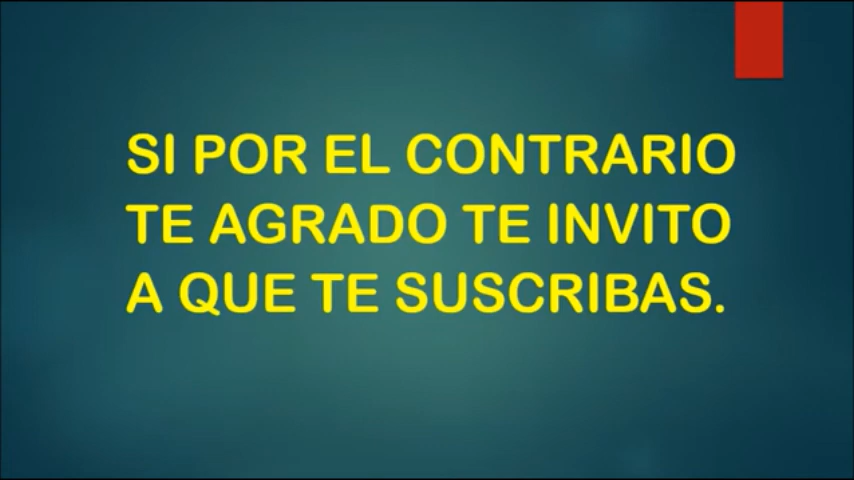 SI POR EL CONTRARIO
TE AGRADO TE INVITO
A QUE TE SUSCRIBAS.